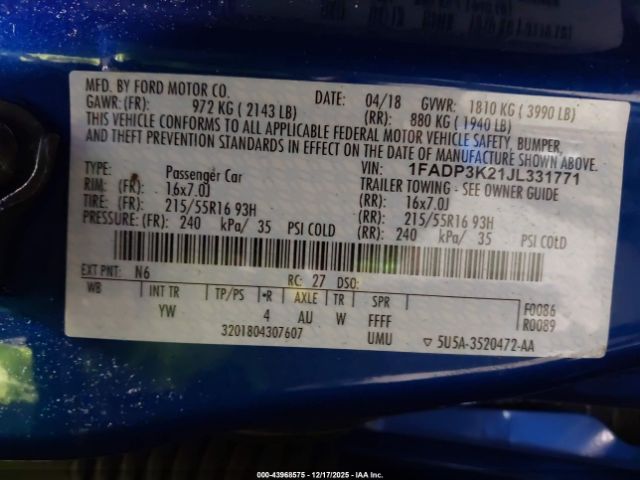 MFD. BY FORD MOTOR CO.
DATE: 04/18 GVWR: 1810 KG ( 3990 LB)
GAWR: (FR): 972 KG ( 2143 LB) (RR): 880 KG ( 1940 LB)
THIS VEHICLE CONFORMS TO ALL APPLICABLE FEDERAL MOTOR VEHICLE SAFETY, BUMPER,
AND THEFT PREVENTION STANDARDS IN EFFECT ON THE DATE OF MANUFACTURE SHOWN ABOVE.
VIN: 1FADP3K21JL331771
TYPE: Passenger Car TRAILER TOWING - SEE OWNER GUIDE
RIM: (FR): 16x7.0J (RR): 16x7.0J
TIRE: (FR): 215/55R16 93H (RR): 215/55R16 93H
PRESSURE: (FR): 240 kPa/ 35 PSI COLD (RR): 240 kPa/ 35 PSI COLD
EXT PNT: N6 RC: 27 DSO:
WB INT TR TP/PS R AXLE TR SPR F0086
YW 4 AU W FFFF R0089
3201804307607 UMU ▽ 5U5A-3520472-AA
000-43968575 - 12/17/2025 - IAA Inc.